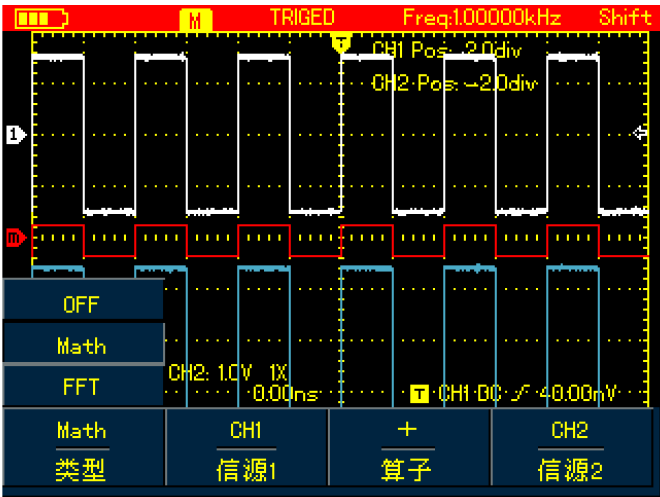 M TRIGED Freq:1.00000kHz Shift
T
CH1 Pos: 2.0div
CH2 Pos: -2.0div
1
m
OFF
Math
FFT
CH2: 1.0V 1X
0.00ns T CH1 DC 40.00mV
Math CH1 + CH2
类型 信源1 算子 信源2